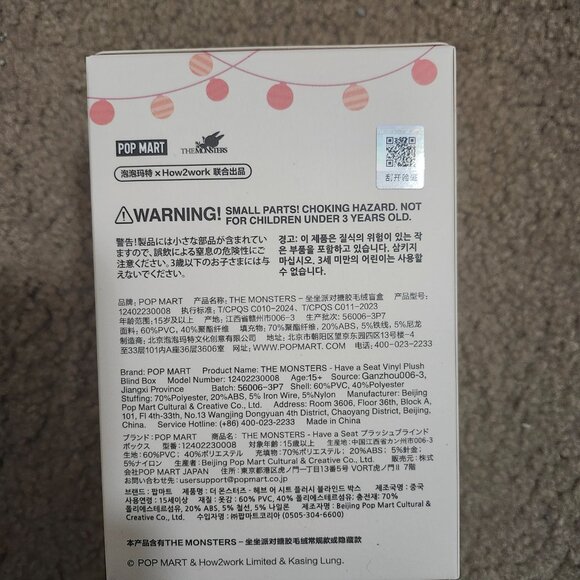 POP MART THE MONSTERS
泡泡玛特 × How2work 联合出品
刮开验真
WARNING! SMALL PARTS! CHOKING HAZARD. NOT
FOR CHILDREN UNDER 3 YEARS OLD.
警告!製品には小さな部品が含まれてい
ますので、誤飲による窒息の危険性にご
注意ください。3歳以下のお子さまには与
えないでください。
경고: 이 제품은 질식의 위험이 있는 작
은 부품을 포함하고 있습니다. 삼키지
마십시오. 3세 미만의 어린이는 사용할
수 없습니다.
品牌: POP MART 产品名称: THE MONSTERS - 坐坐派对搪胶毛绒盲盒 产品型号:
12402230008 执行标准: T/CPQS C010-2024、T/CPQS C011-2023
年龄范围: 15岁及以上 产地: 江西省赣州市006-3 生产批次: 56006-3P7
面料: 60%PVC, 40%聚酯纤维 填充物: 70%聚酯纤维, 20%ABS, 5%铁线, 5%尼龙
制造商: 北京泡泡玛特文化创意有限公司 地址: 北京市朝阳区望京东园四区13号楼-4
至33层101内A座36层3606室 网址: WWW.POPMART.COM 电话: 400-023-2233
Brand: POP MART Product Name: THE MONSTERS - Have a Seat Vinyl Plush
Blind Box Model Number: 12402230008 Age:15+ Source: Ganzhou006-3,
Jiangxi Province Batch: 56006-3P7 Shell: 60%PVC, 40%Polyester
Stuffing: 70%Polyester, 20%ABS, 5% Iron Wire, 5%Nylon Manufacturer: Beijing
Pop Mart Cultural & Creative Co., Ltd. Address: Room 3606, Floor 36th, Block A,
101, Fl 4th-33th, No.13 Wangjing Dongyuan 4th District, Chaoyang District, Beijing,
China. Service Hotline: (+86) 400-023-2233 Made in China
ブランド: POP MART 商品名: THE MONSTERS - Have a Seat プラッシュブラインド
ボックス 型番: 12402230008 対象年齢: 15歳以上 生産地: 中国江西省カン州市006-3
生地: 60%PVC; 40%ポリエステル 充填物: 70%ポリエステル; 20%ABS; 5%針金;
5%ナイロン 生産者: Beijing Pop Mart Cultural & Creative Co., Ltd. 販売元: 株式
会社POP MART JAPAN 住所: 東京都港区虎ノ門一丁目13番5号 VORT虎ノ門II 7階
お問い合わせ先: usersupport@popmart.co.jp
브랜드: 팝마트 제품명: 더 몬스터즈 - 해브 어 시트 플러시 블라인드 박스 제조국명: 중국
사용연령: 15세이상 재질: 겉감: 60% PVC, 40% 폴리에스테르섬유; 충전재: 70%
폴리에스테르섬유, 20% ABS, 5% 철선, 5% 나일론 제조자명: Beijing Pop Mart Cultural &
Creative Co., Ltd. 수입자명: ㈜팝마트코리아 (0505-304-6600)
本产品含有THE MONSTERS - 坐坐派对搪胶毛绒常规款或隐藏款
© POP MART & How2work Limited & Kasing Lung.